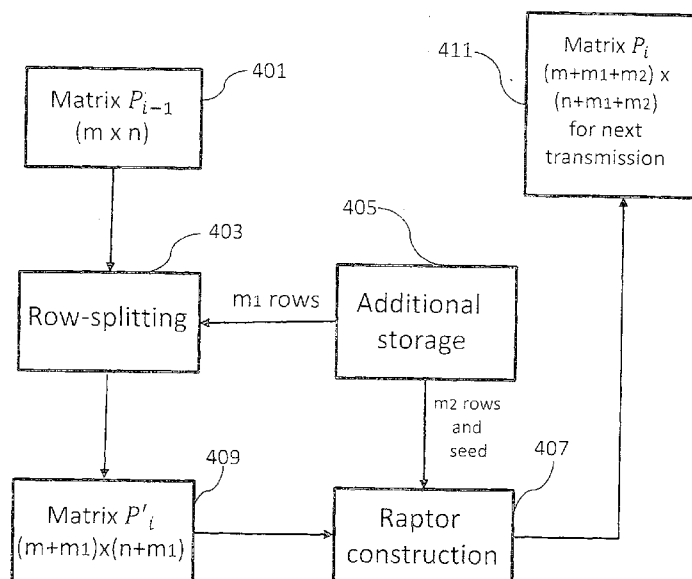 401
Matrix P_{i-1}
(m x n)
411
Matrix P_i
(m+m1+m2) x
(n+m1+m2)
for next
transmission
403
Row-splitting
m1 rows
405
Additional
storage
m2 rows
and
seed
409
Matrix P'_i
(m+m1)x(n+m1)
407
Raptor
construction